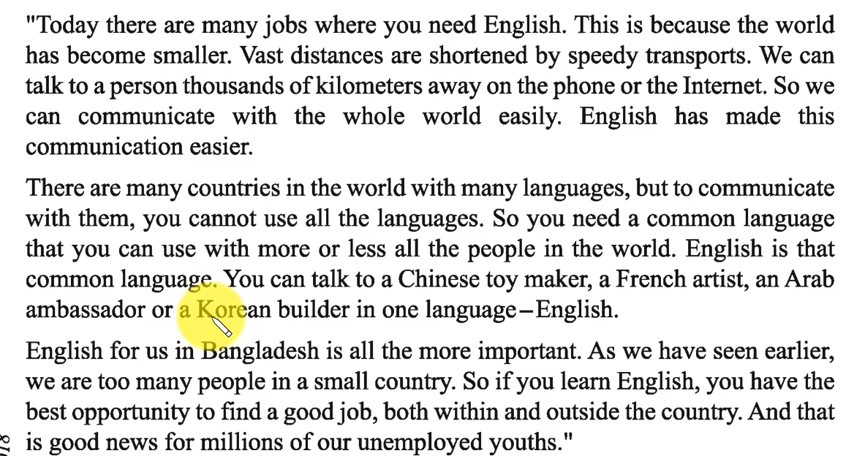 "Today there are many jobs where you need English. This is because the world
has become smaller. Vast distances are shortened by speedy transports. We can
talk to a person thousands of kilometers away on the phone or the Internet. So we
can communicate with the whole world easily. English has made this
communication easier.
There are many countries in the world with many languages, but to communicate
with them, you cannot use all the languages. So you need a common language
that you can use with more or less all the people in the world. English is that
common language. You can talk to a Chinese toy maker, a French artist, an Arab
ambassador or a Korean builder in one language–English.
English for us in Bangladesh is all the more important. As we have seen earlier,
we are too many people in a small country. So if you learn English, you have the
best opportunity to find a good job, both within and outside the country. And that
is good news for millions of our unemployed youths."